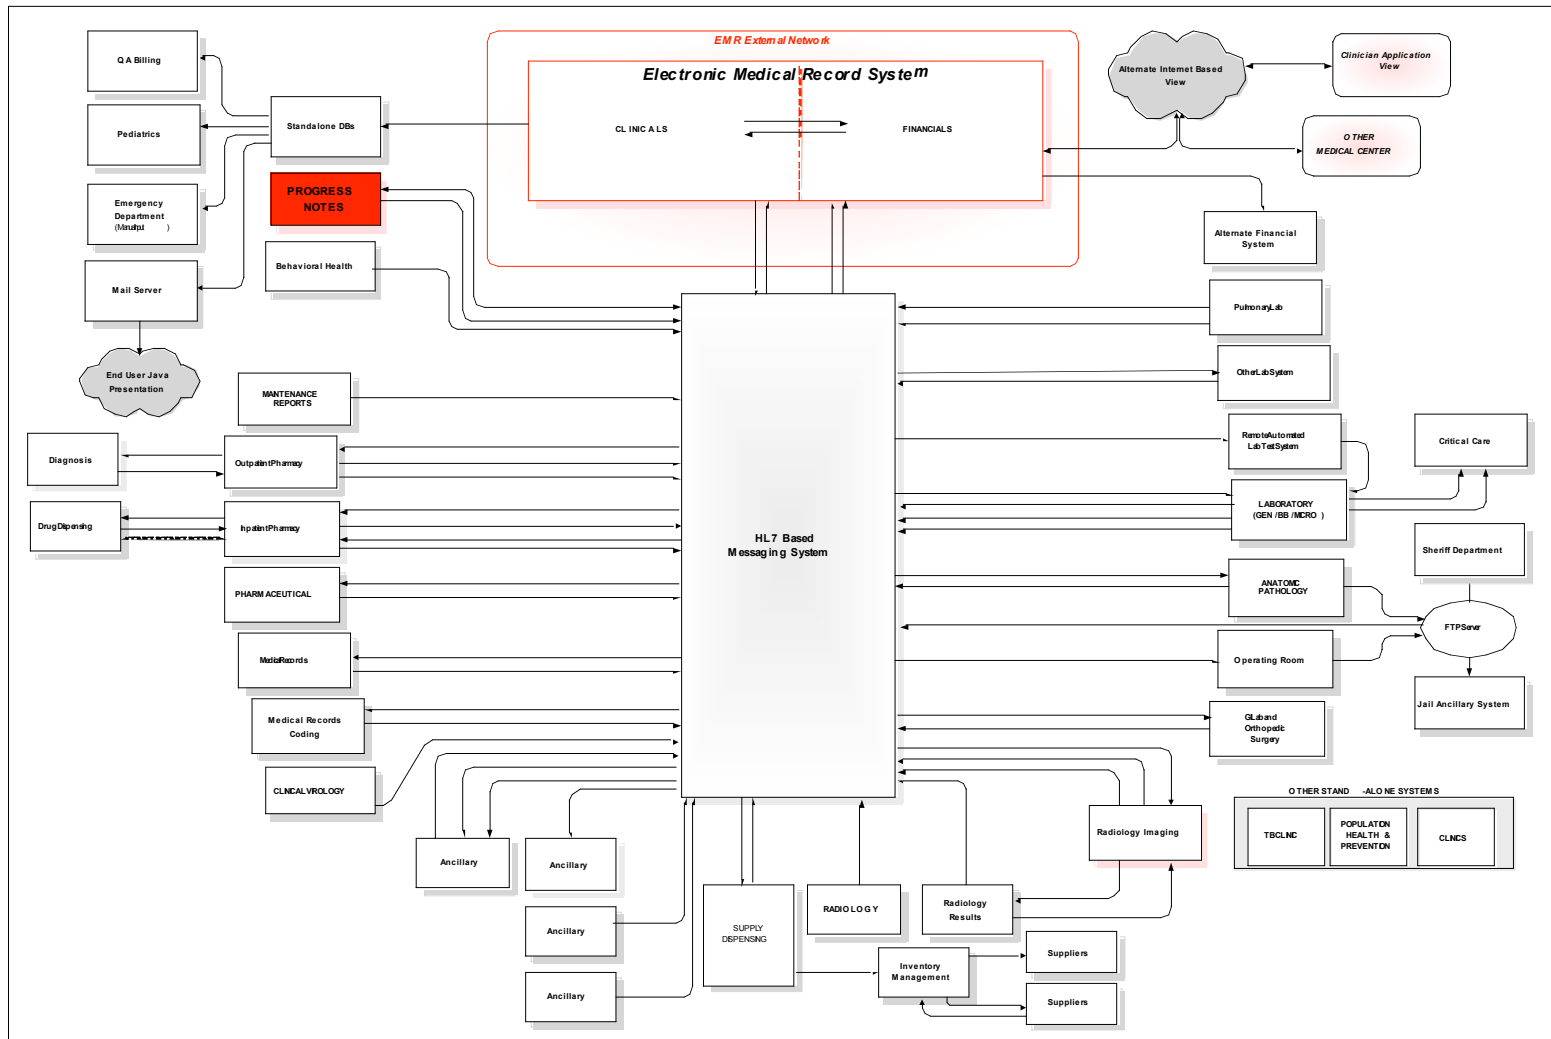 EMR External Network
Electronic Medical Record System
CLINICALS
FINANCIALS
QA Billing
Pediatrics
Emergency
Department
Mail Server
End User Java
Presentation
Standalone DBs
PROGRESS
NOTES
Behavioral Health
Alternate Internet Based
View
Clinician Application
View
OTHER
MEDICAL CENTER
Alternate Financial
System
PulmonaryLab
OtherLabSystem
RemoteAutomated
LabTestSystem
Critical Care
LABORATORY
(GEN /BB /MICRO )
Sheriff Department
ANATOMIC
PATHOLOGY
FTPServer
Operating Room
Jail Ancillary System
GILab and
Orthopedic
Surgery
HL7 Based
Messaging System
MAINTENANCE
REPORTS
Diagnosis
OutpatientPharmacy
DrugDispensing
InpatientPharmacy
PHARMACEUTICAL
MedicalRecords
Medical Records
Coding
CLINICALVIROLOGY
Ancillary
Ancillary
Ancillary
Ancillary
SUPPLY
DISPENSING
RADIOLOGY
Radiology
Results
Radiology Imaging
Inventory
Management
Suppliers
Suppliers
OTHER STAND -ALONE SYSTEMS
TBCLINIC
POPULATION
HEALTH &
PREVENTION
CLINICS